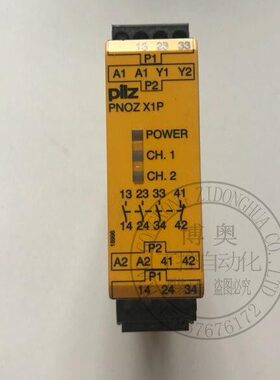 13 23 33
P1
A1 A1 Y1 Y2
P2
pilz
PNOZ X1P
POWER
CH. 1
CH. 2
13 23 33 41
14 24 34 42
P2
A2 A2 41 42
P1
14 24 34
博奥
自动化
ZIDONGHUA
7676172